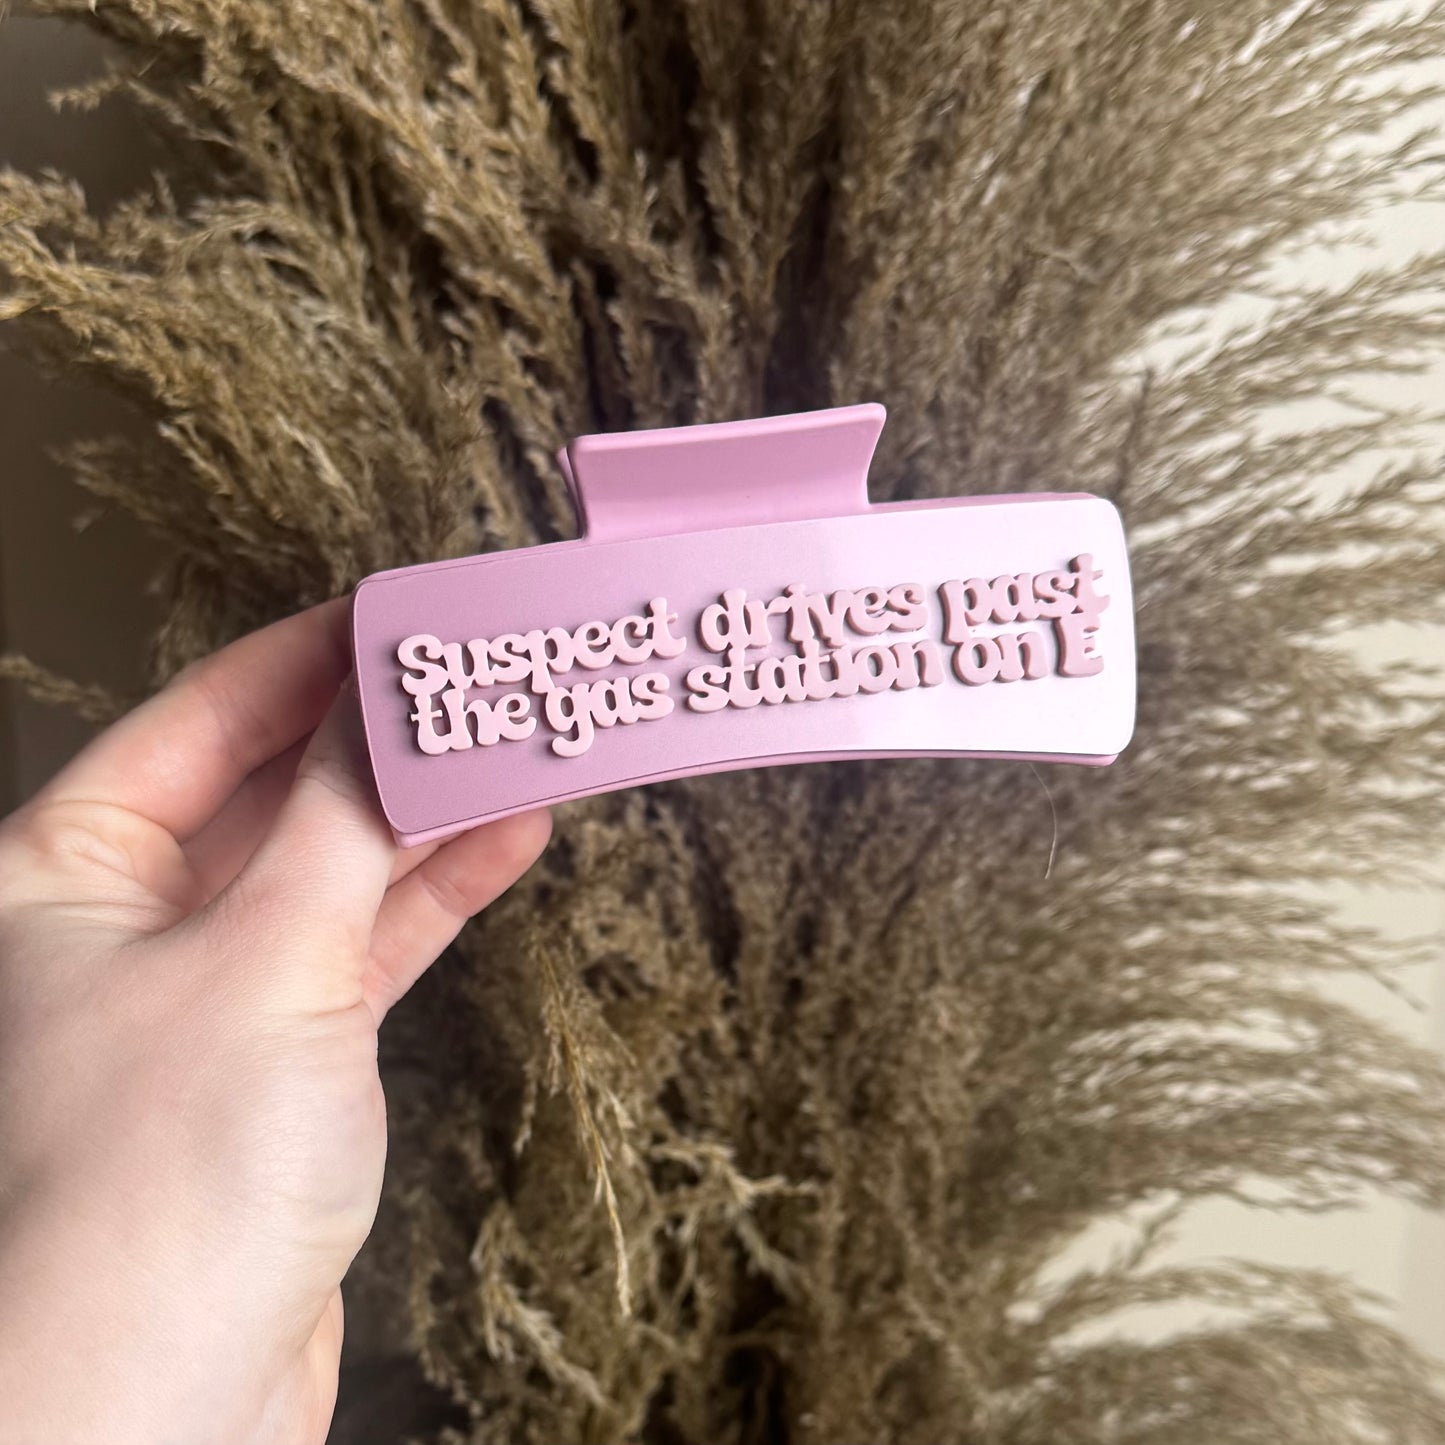 Suspect drives past
the gas station on E